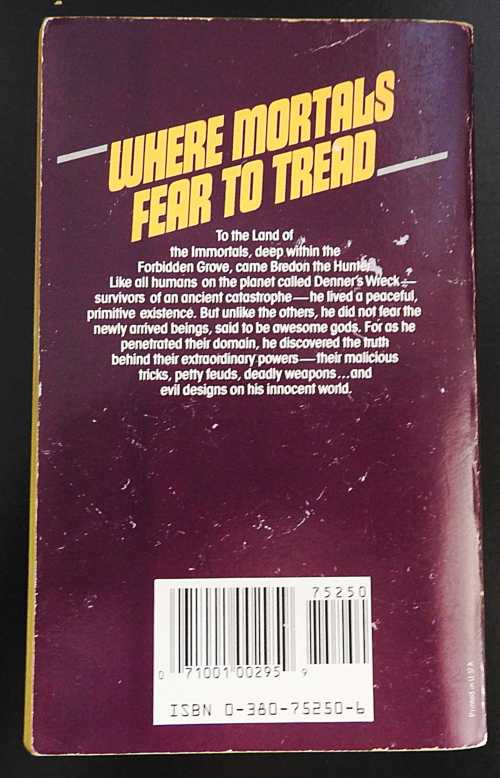 WHERE MORTALS
FEAR TO TREAD
To the Land of
the Immortals, deep within the
Forbidden Grove, came Bredon the Hunter.
Like all humans on the planet called Denner's Wreck—
survivors of an ancient catastrophe—he lived a peaceful,
primitive existence. But unlike the others, he did not fear the
newly arrived beings, said to be awesome gods. For as he
penetrated their domain, he discovered the truth
behind their extraordinary powers—their malicious
tricks, petty feuds, deadly weapons...and
evil designs on his innocent world.
75250
0 71001 00295 9
ISBN 0-380-75250-6
Printed in U.S.A.